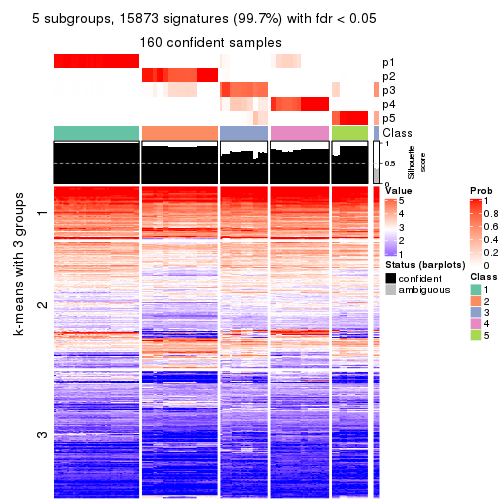 5 subgroups, 15873 signatures (99.7%) with fdr < 0.05
160 confident samples
p1
p2
p3
p4
p5
Class
1
0.5
0
Silhouette
score
k-means with 3 groups
1
2
3
Value
5
4
3
2
1
Status (barplots)
confident
ambiguous
Prob
1
0.8
0.6
0.4
0.2
0
Class
1
2
3
4
5